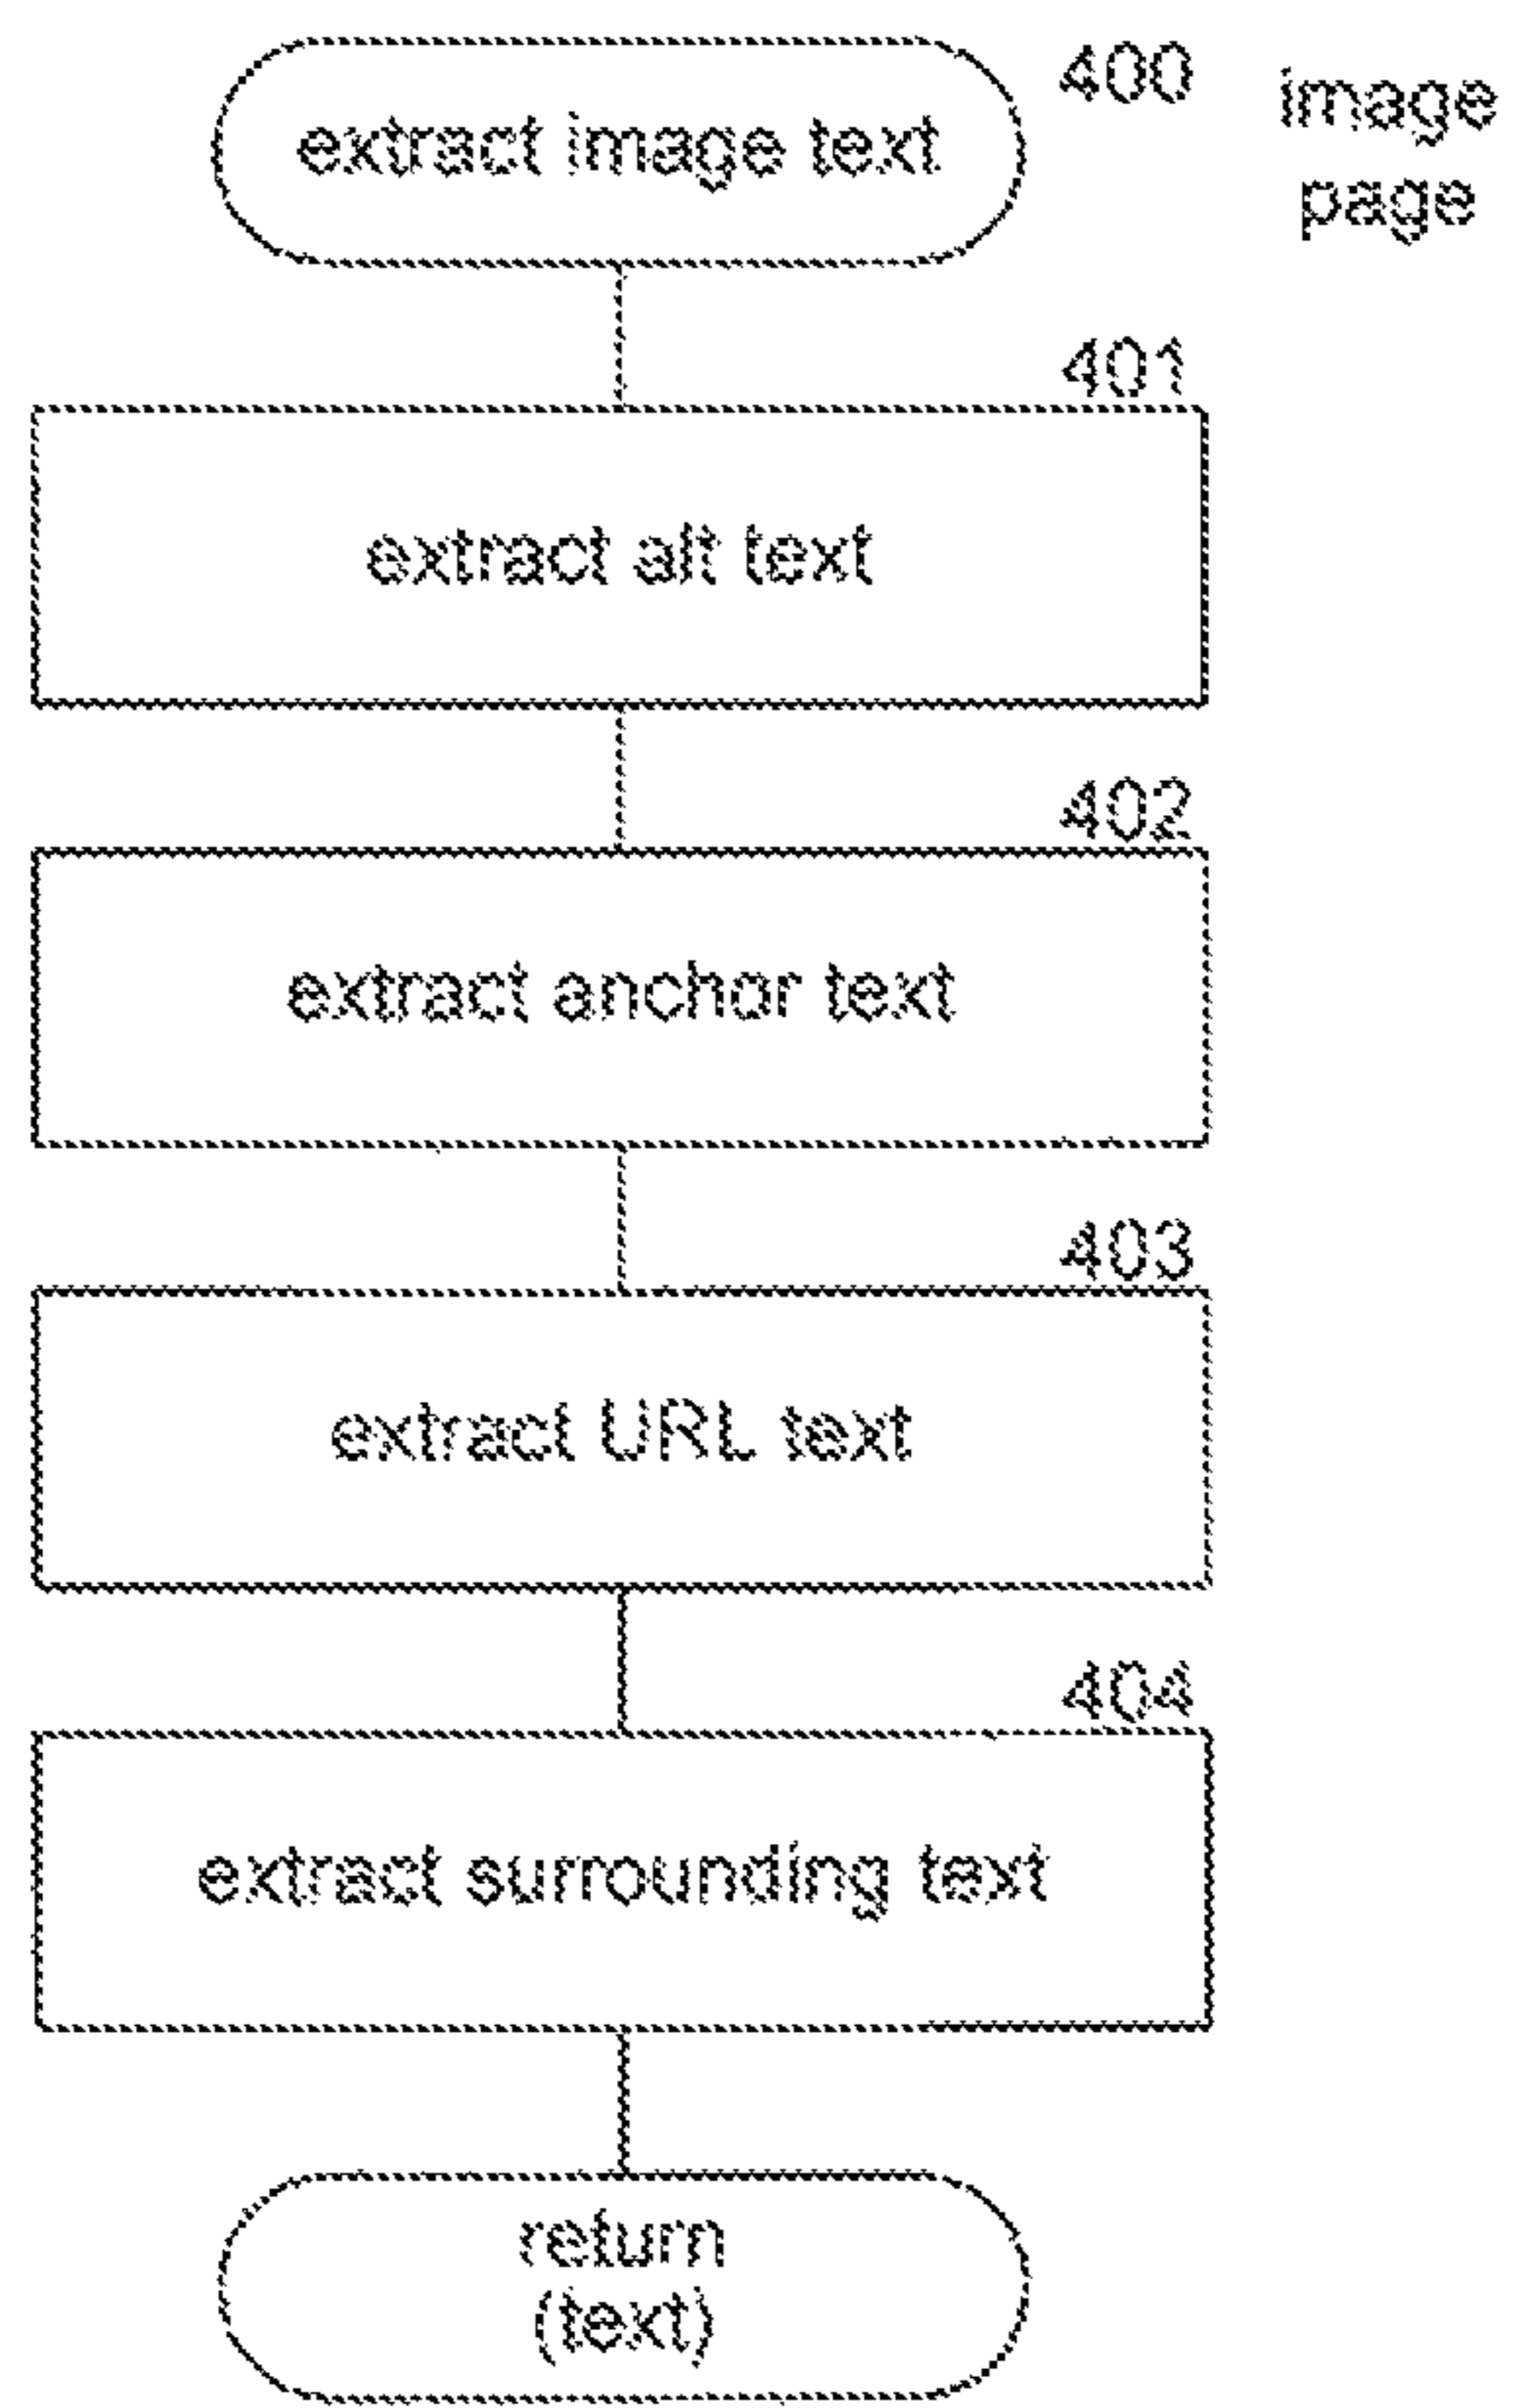 extract image text
400
image
page
401
extract alt text
402
extract anchor text
403
extract URL text
404
extract surrounding text
return
(text)